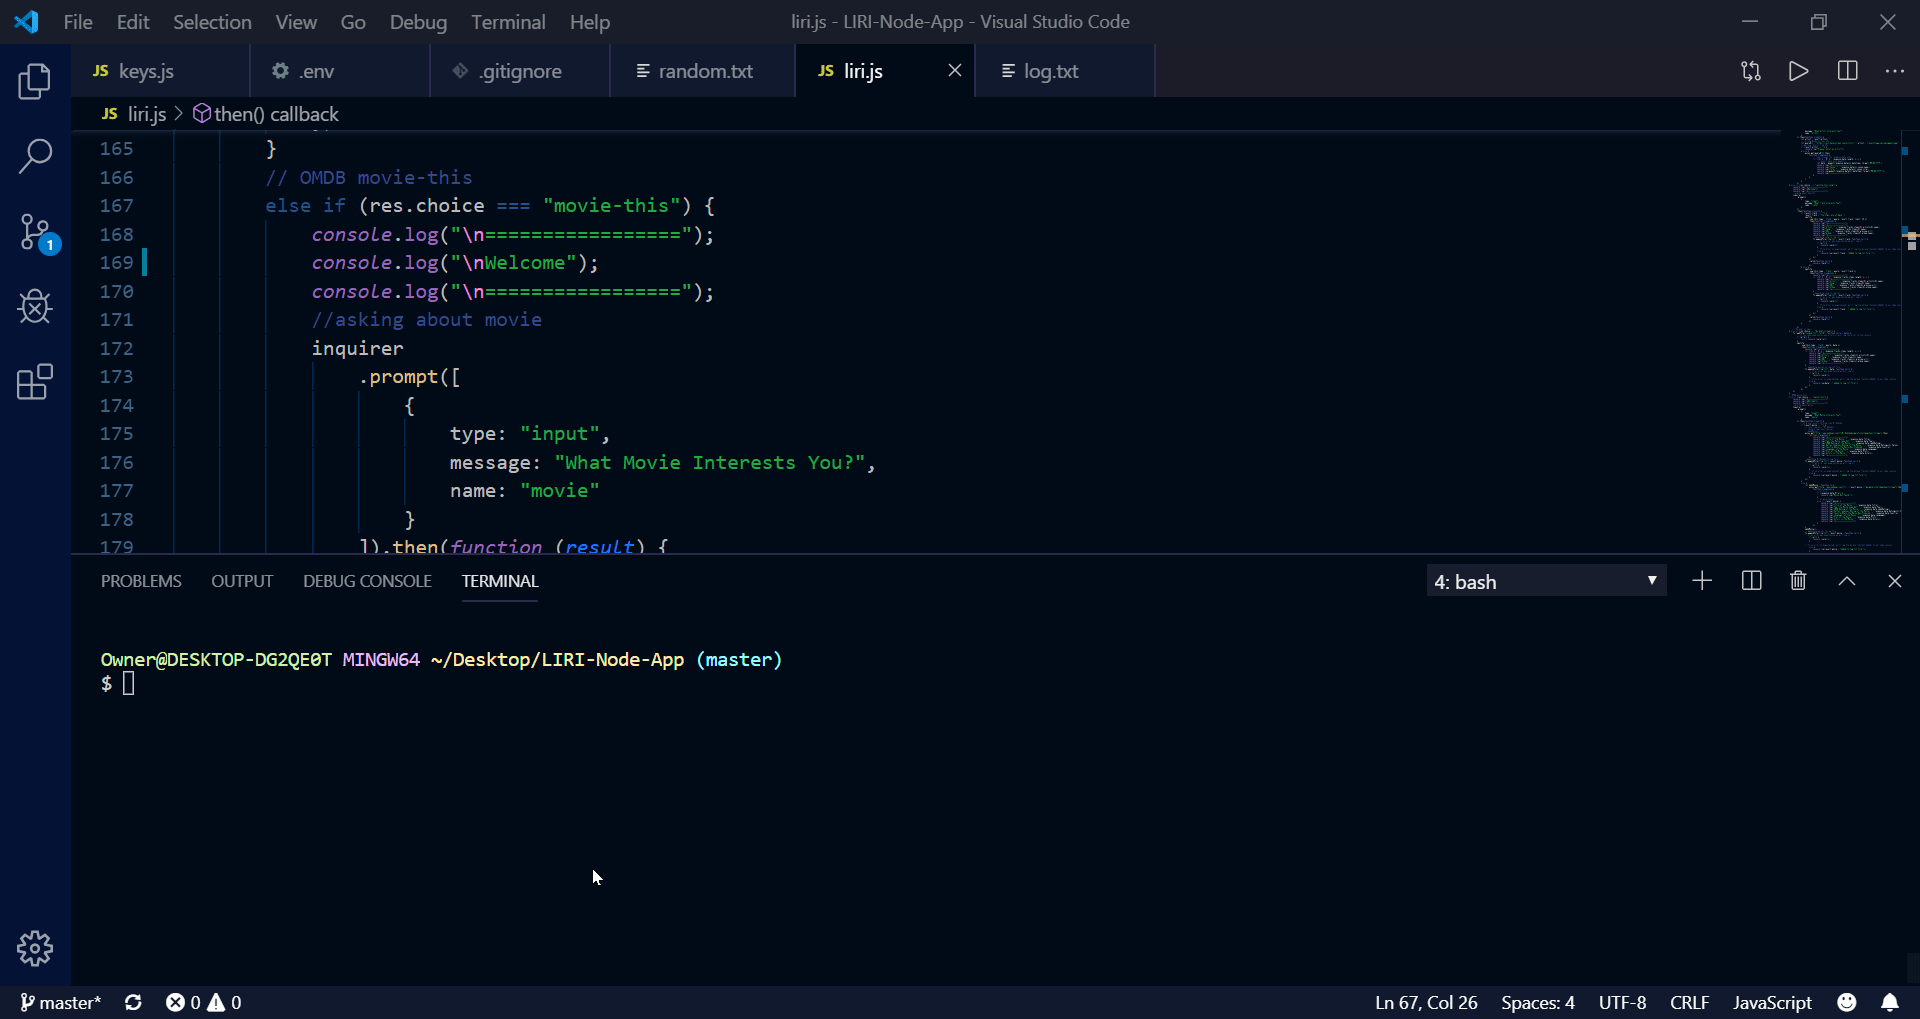 File Edit Selection View Go Debug Terminal Help liri.js - LIRI-Node-App - Visual Studio Code
JS keys.js .env .gitignore random.txt JS liri.js log.txt
JS liri.js > then() callback
165 }
166 // OMDB movie-this
167 else if (res.choice === "movie-this") {
168 console.log("\n=================");
169 console.log("\nWelcome");
170 console.log("\n=================");
171 //asking about movie
172 inquirer
173 .prompt([
174 {
175 type: "input",
176 message: "What Movie Interests You?",
177 name: "movie"
178 }
179 ]).then(function (result) {
1
PROBLEMS OUTPUT DEBUG CONSOLE TERMINAL 4: bash
Owner@DESKTOP-DG2QE0T MINGW64 ~/Desktop/LIRI-Node-App (master)
$
master* 0 0 Ln 67, Col 26 Spaces: 4 UTF-8 CRLF JavaScript